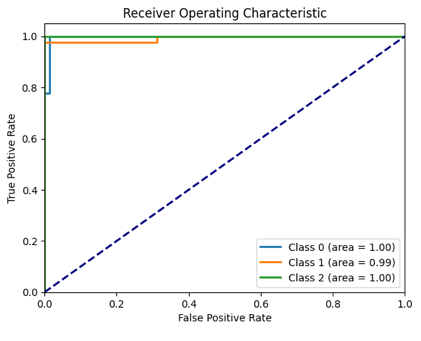 Receiver Operating Characteristic
True Positive Rate
1.0
0.8
0.6
0.4
0.2
0.0
Class 0 (area = 1.00)
Class 1 (area = 0.99)
Class 2 (area = 1.00)
0.0 0.2 0.4 0.6 0.8 1.0
False Positive Rate